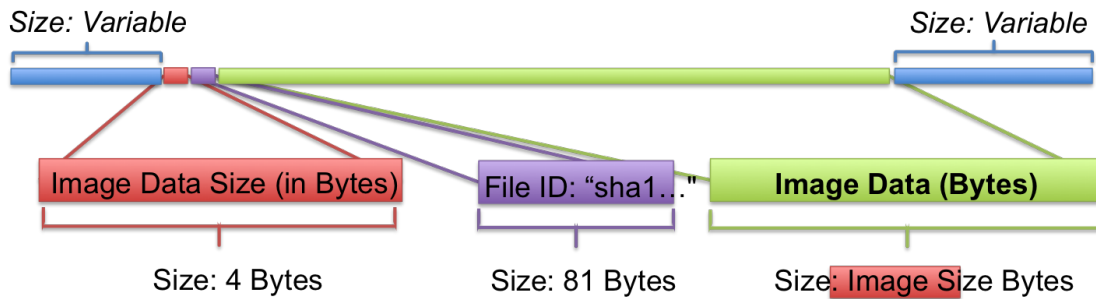 Size: Variable
Size: Variable
Image Data Size (in Bytes)
File ID: “sha1…"
Image Data (Bytes)
Size: 4 Bytes
Size: 81 Bytes
Size: Image Size Bytes